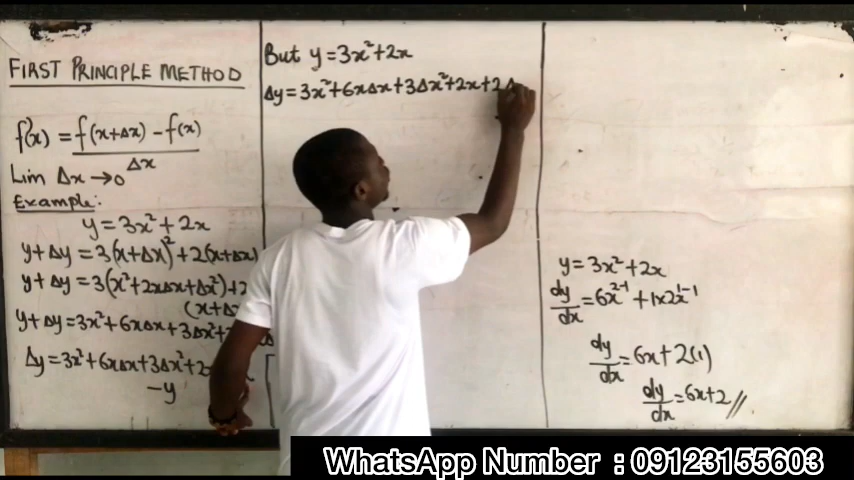 FIRST PRINCIPLE METHOD
f'(x) = f(x+Δx) - f(x)
Δx
Lim Δx → 0
Example:
y = 3x² + 2x
y + Δy = 3(x+Δx)² + 2(x+Δx)
y + Δy = 3(x²+2xΔx+Δx²)+2
(x+Δx
y + Δy = 3x²+6xΔx+3Δx²+
Δy = 3x²+6xΔx+3Δx²+2
-y
But y = 3x²+2x
Δy = 3x²+6xΔx+3Δx²+2x+2Δ
y = 3x² + 2x
dy/dx = 6x²⁻¹ + 1x2x¹⁻¹
dy/dx = 6x + 2(1)
dy/dx = 6x+2 //
WhatsApp Number : 09123155603